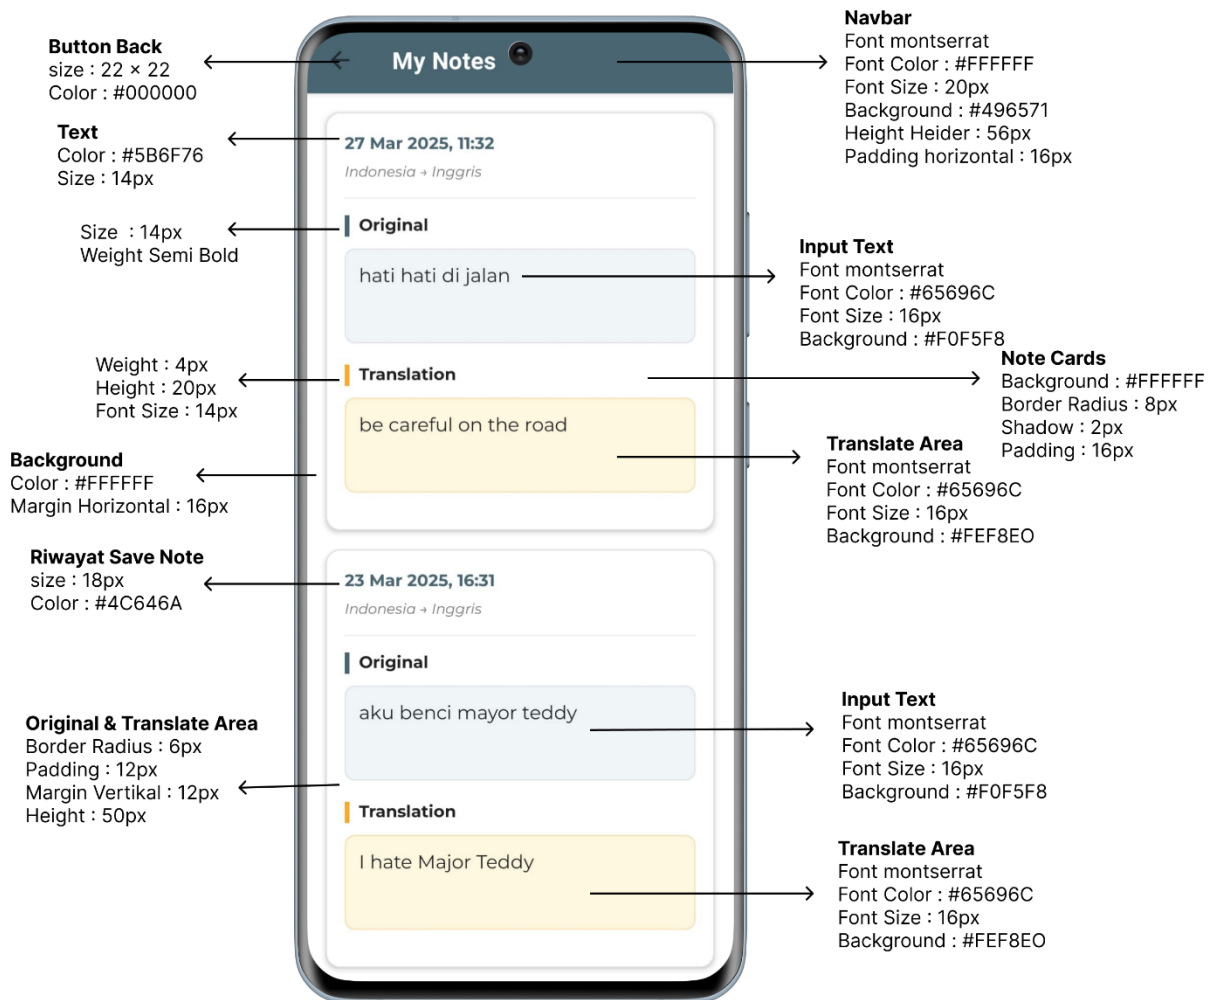 Button Back
size : 22 × 22
Color : #000000
Text
Color : #5B6F76
Size : 14px
Size : 14px
Weight Semi Bold
Weight : 4px
Height : 20px
Font Size : 14px
Background
Color : #FFFFFF
Margin Horizontal : 16px
Riwayat Save Note
size : 18px
Color : #4C646A
Original & Translate Area
Border Radius : 6px
Padding : 12px
Margin Vertikal : 12px
Height : 50px
My Notes
27 Mar 2025, 11:32
Indonesia → Inggris
Original
hati hati di jalan
Translation
be careful on the road
23 Mar 2025, 16:31
Indonesia → Inggris
Original
aku benci mayor teddy
Translation
I hate Major Teddy
Navbar
Font montserrat
Font Color : #FFFFFF
Font Size : 20px
Background : #496571
Height Heider : 56px
Padding horizontal : 16px
Input Text
Font montserrat
Font Color : #65696C
Font Size : 16px
Background : #F0F5F8
Note Cards
Background : #FFFFFF
Border Radius : 8px
Shadow : 2px
Padding : 16px
Translate Area
Font montserrat
Font Color : #65696C
Font Size : 16px
Background : #FEF8EO
Input Text
Font montserrat
Font Color : #65696C
Font Size : 16px
Background : #F0F5F8
Translate Area
Font montserrat
Font Color : #65696C
Font Size : 16px
Background : #FEF8EO